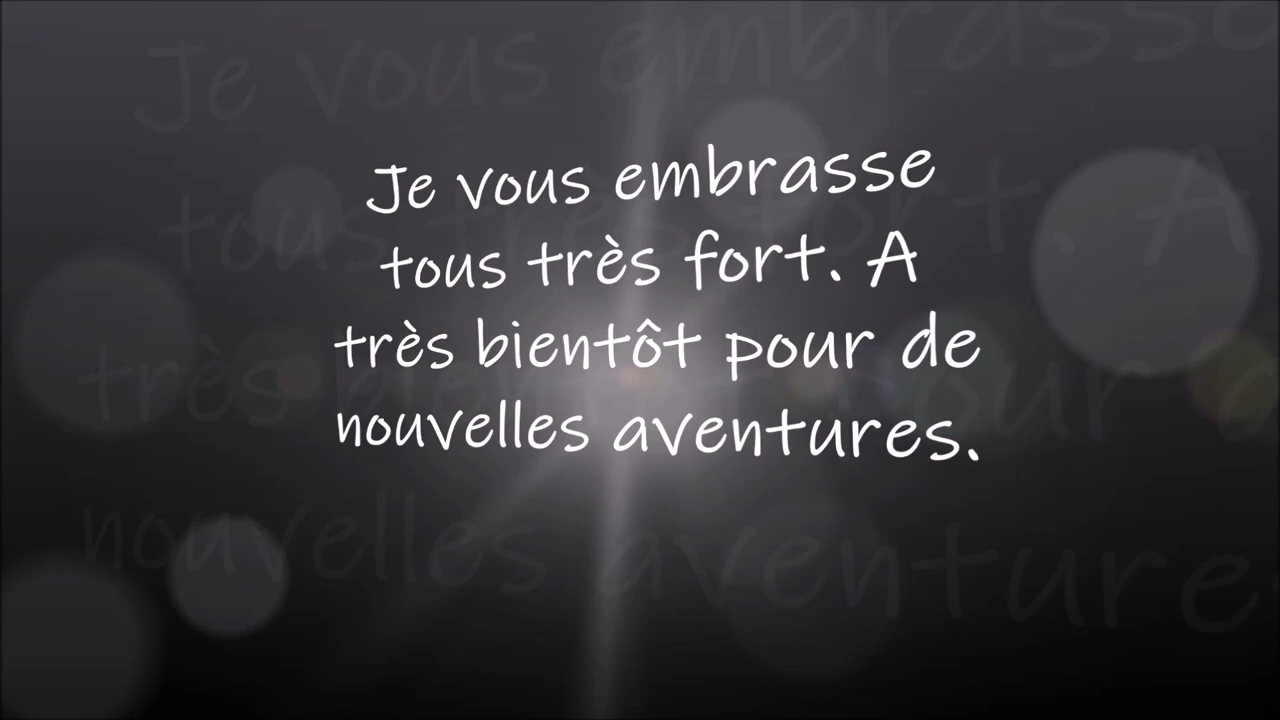 Je vous embrasse
tous très fort. A
très bientôt pour de
nouvelles aventures.